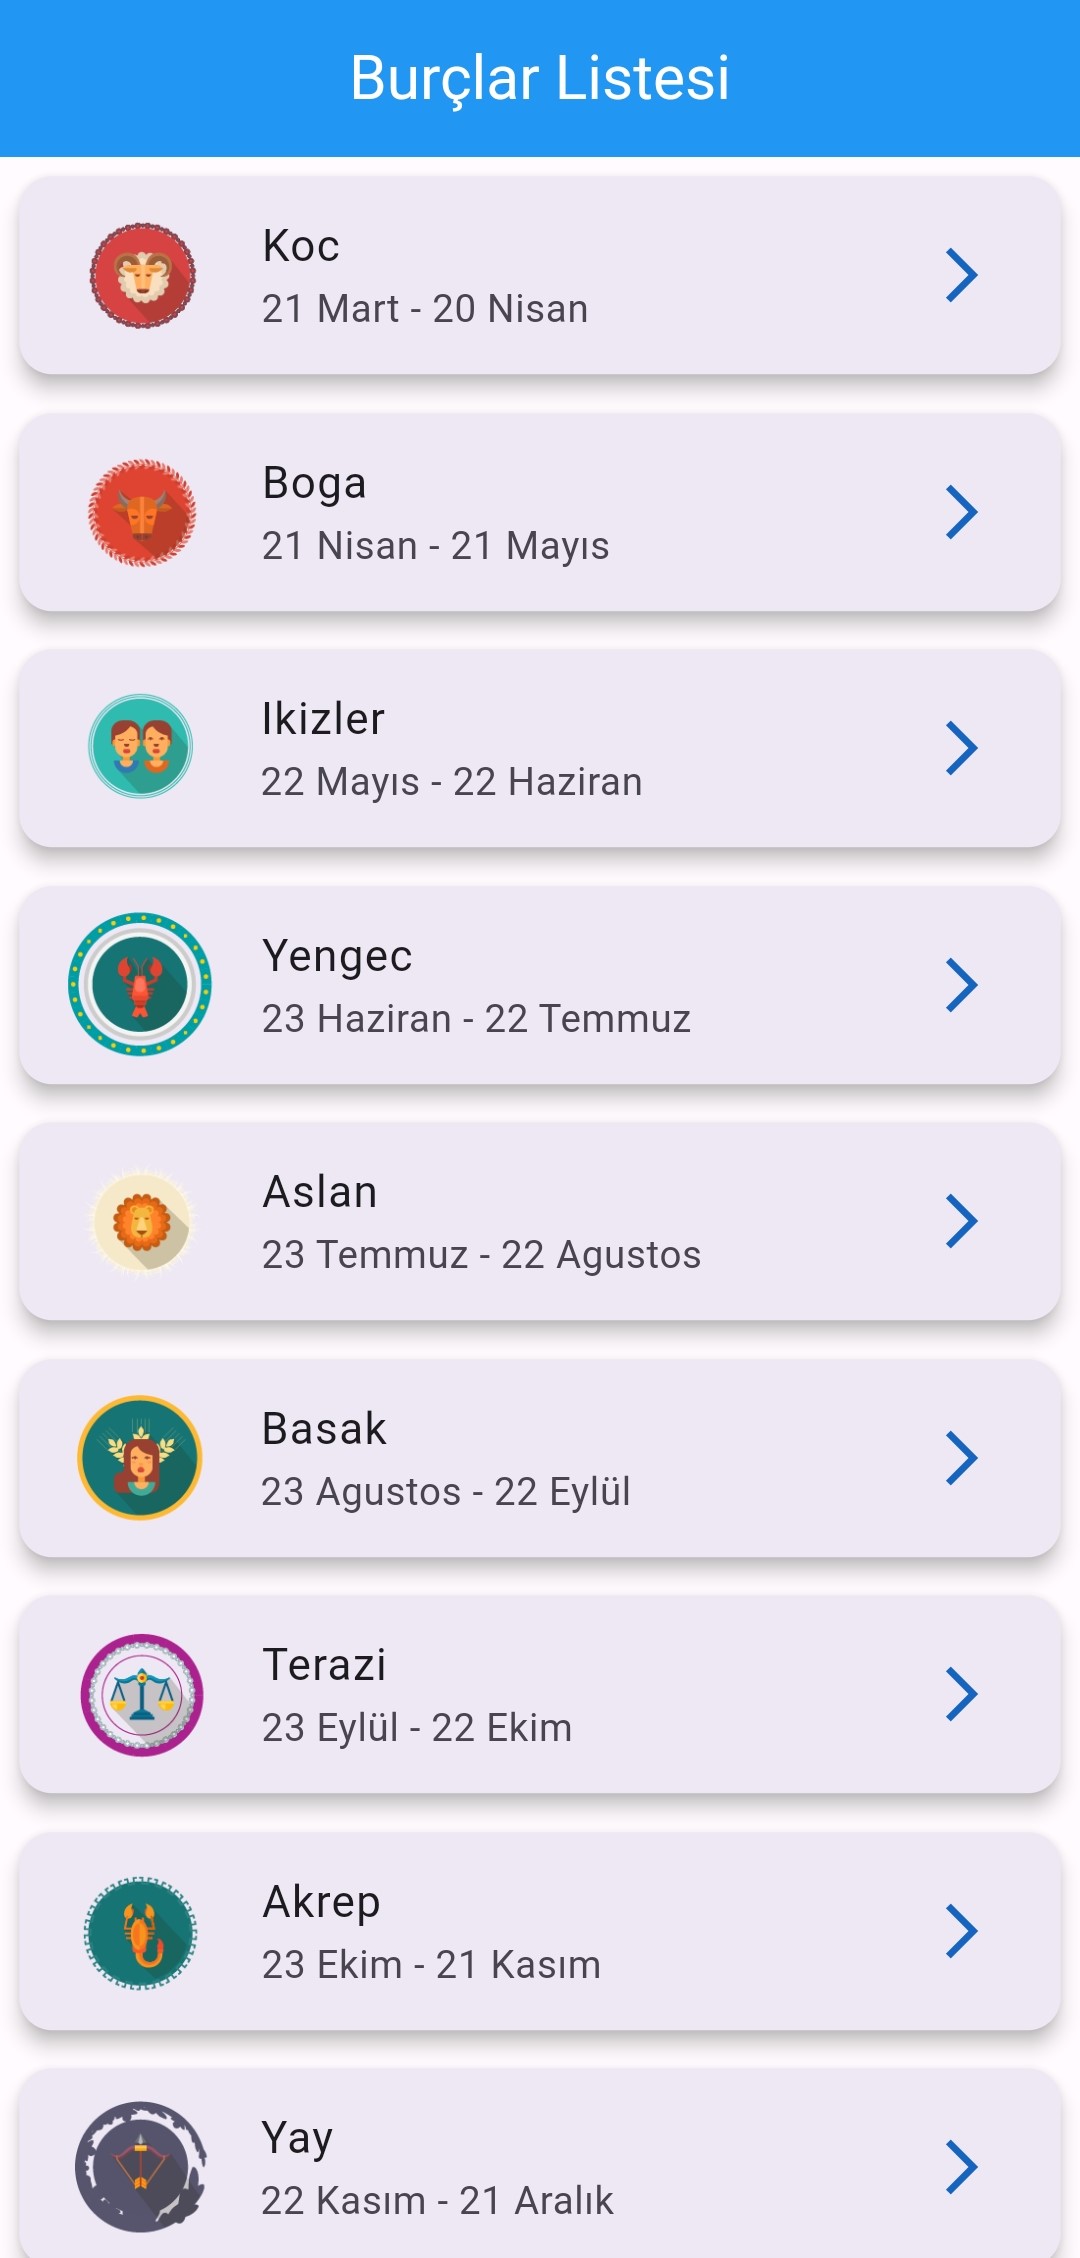 Burçlar Listesi
Koc
21 Mart - 20 Nisan
Boga
21 Nisan - 21 Mayıs
Ikizler
22 Mayıs - 22 Haziran
Yengec
23 Haziran - 22 Temmuz
Aslan
23 Temmuz - 22 Agustos
Basak
23 Agustos - 22 Eylül
Terazi
23 Eylül - 22 Ekim
Akrep
23 Ekim - 21 Kasım
Yay
22 Kasım - 21 Aralık